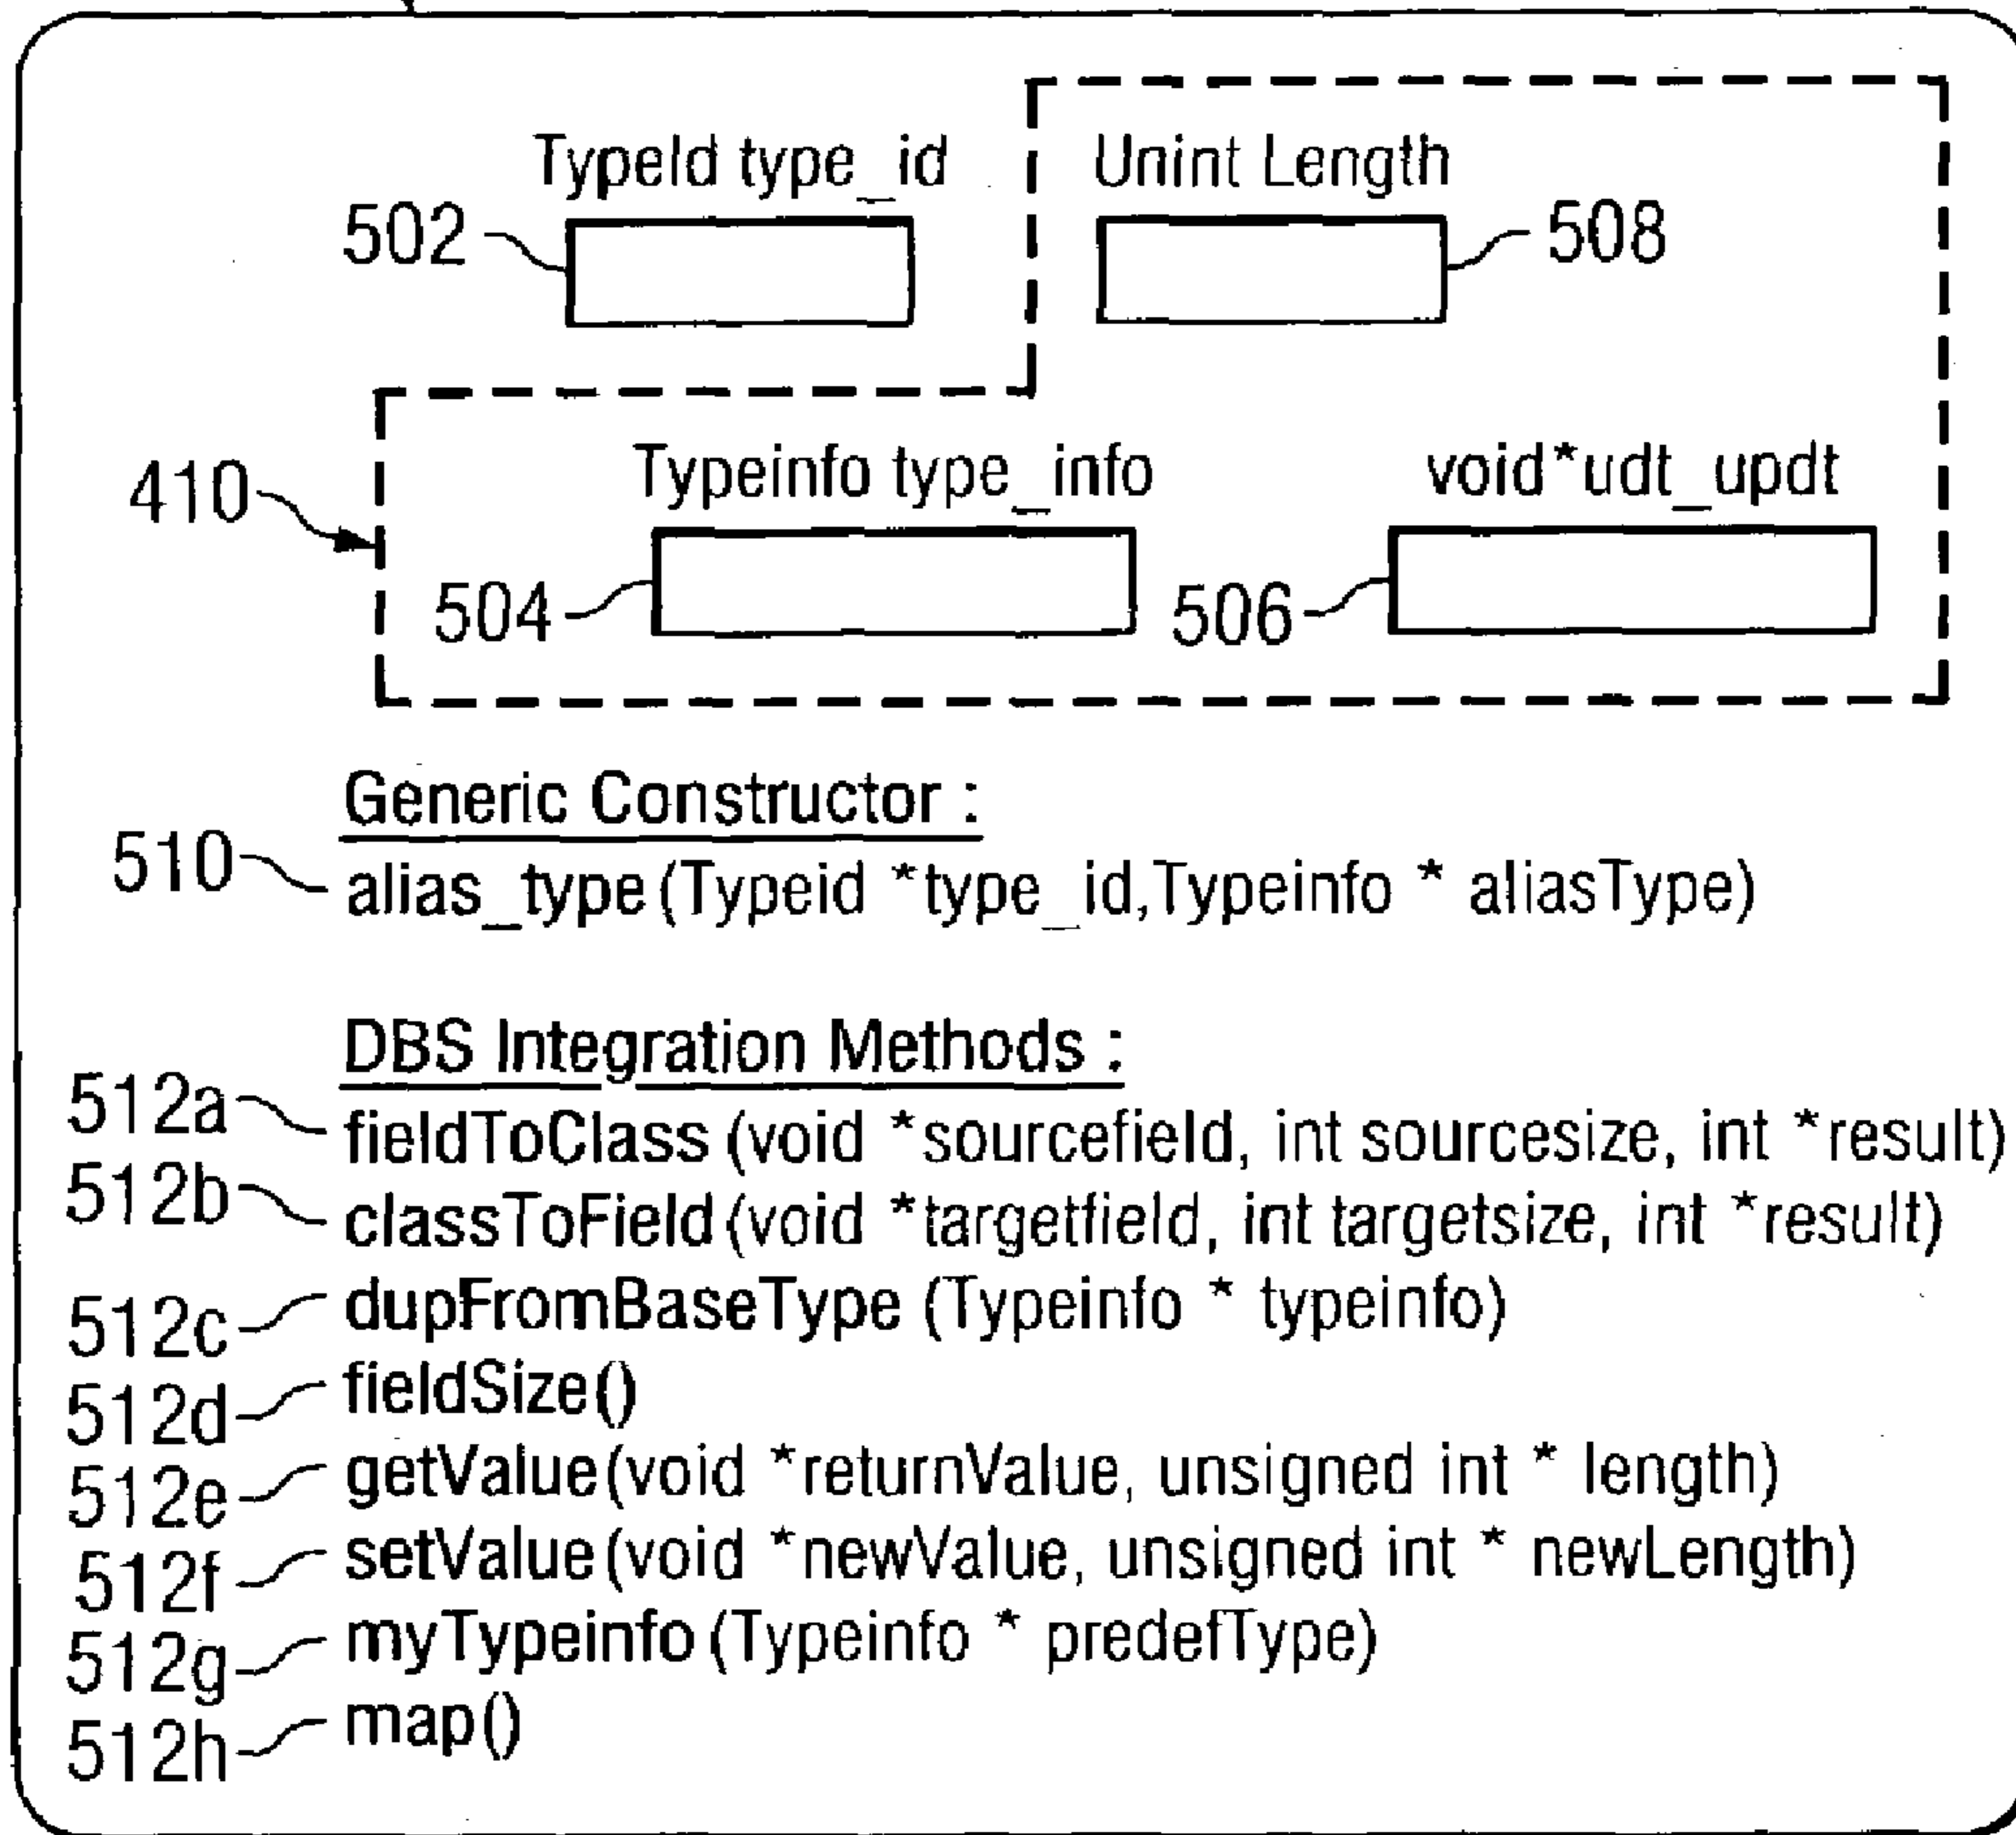 TypeId type_id Unint Length
502 508
410 Typeinfo type_info void*udt_updt
504 506
Generic Constructor :
510 alias_type(Typeid *type_id,Typeinfo * aliasType)
DBS Integration Methods :
512a fieldToClass (void *sourcefield, int sourcesize, int *result)
512b classToField (void *targetfield, int targetsize, int *result)
512c dupFromBaseType (Typeinfo * typeinfo)
512d fieldSize()
512e getValue(void *returnValue, unsigned int * length)
512f setValue(void *newValue, unsigned int * newLength)
512g myTypeinfo (Typeinfo * predefType)
512h map()